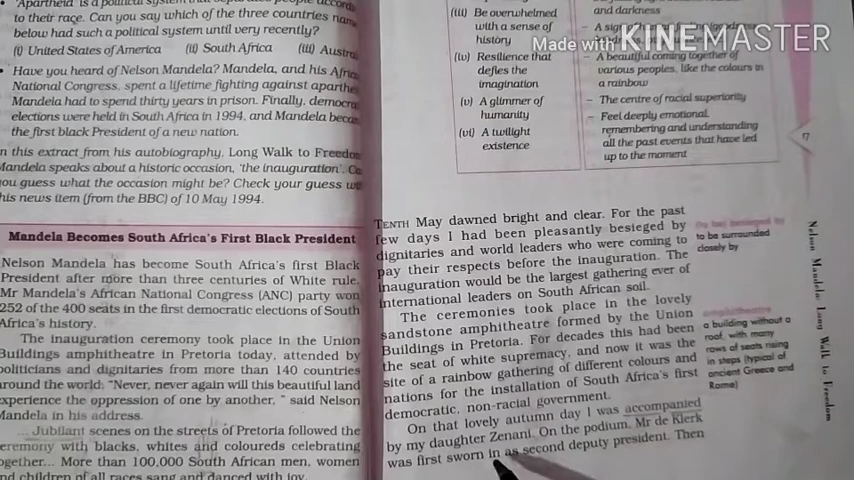 'Apartheid' is a political system that separates people accord
to their race. Can you say which of the three countries nam
below had such a political system until very recently?
(i) United States of America (ii) South Africa (iii) Austra
• Have you heard of Nelson Mandela? Mandela, and his Afric
National Congress, spent a lifetime fighting against aparthe
Mandela had to spend thirty years in prison. Finally, democra
elections were held in South Africa in 1994, and Mandela beca
the first black President of a new nation.
n this extract from his autobiography, Long Walk to Freedom
Mandela speaks about a historic occasion, 'the inauguration'. Ca
ou guess what the occasion might be? Check your guess w
his news item (from the BBC) of 10 May 1994.
Mandela Becomes South Africa's First Black President
Nelson Mandela has become South Africa's first Black
President after more than three centuries of White rule.
Mr Mandela's African National Congress (ANC) party won
252 of the 400 seats in the first democratic elections of South
Africa's history.
The inauguration ceremony took place in the Union
Buildings amphitheatre in Pretoria today, attended by
politicians and dignitaries from more than 140 countries
around the world. "Never, never again will this beautiful land
experience the oppression of one by another, " said Nelson
Mandela in his address.
... Jubilant scenes on the streets of Pretoria followed the
ceremony with blacks, whites and coloureds celebrating
ogether... More than 100,000 South African men, women
and children of all races sang and danced with joy.
(iii) Be overwhelmed
with a sense of
history
(iv) Resilience that
defies the
imagination
(v) A glimmer of
humanity
(vi) A twilight
existence
and darkness
– A sign of
– A beautiful coming together of
various peoples, like the colours in
a rainbow
– The centre of racial superiority
– Feel deeply emotional,
remembering and understanding
all the past events that have led
up to the moment
Made with KINEMASTER
17
TENTH May dawned bright and clear. For the past
few days I had been pleasantly besieged by
dignitaries and world leaders who were coming to
pay their respects before the inauguration. The
inauguration would be the largest gathering ever of
international leaders on South African soil.
The ceremonies took place in the lovely
sandstone amphitheatre formed by the Union
Buildings in Pretoria. For decades this had been
the seat of white supremacy, and now it was the
site of a rainbow gathering of different colours and
nations for the installation of South Africa's first
democratic, non-racial government.
On that lovely autumn day I was accompanied
by my daughter Zenani. On the podium, Mr de Klerk
was first sworn in as second deputy president. Then
(to be) besieged by
to be surrounded
closely by
amphitheatre
a building without a
roof, with many
rows of seats rising
in steps (typical of
ancient Greece and
Rome)
Nelson Mandela: Long Walk to Freedom